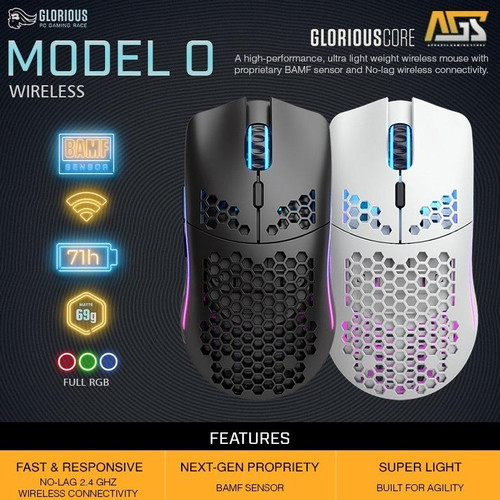 GLORIOUS
PC GAMING RACE
MODEL O
WIRELESS
GLORIOUSCORE
AGS
A high-performance, ultra light weight wireless mouse with
proprietary BAMF sensor and No-lag wireless connectivity.
BAMF
SENSOR
71h
MATTE
69g
FULL RGB
FEATURES
FAST & RESPONSIVE
NO-LAG 2.4 GHZ
WIRELESS CONNECTIVITY
NEXT-GEN PROPRIETY
BAMF SENSOR
SUPER LIGHT
BUILT FOR AGILITY